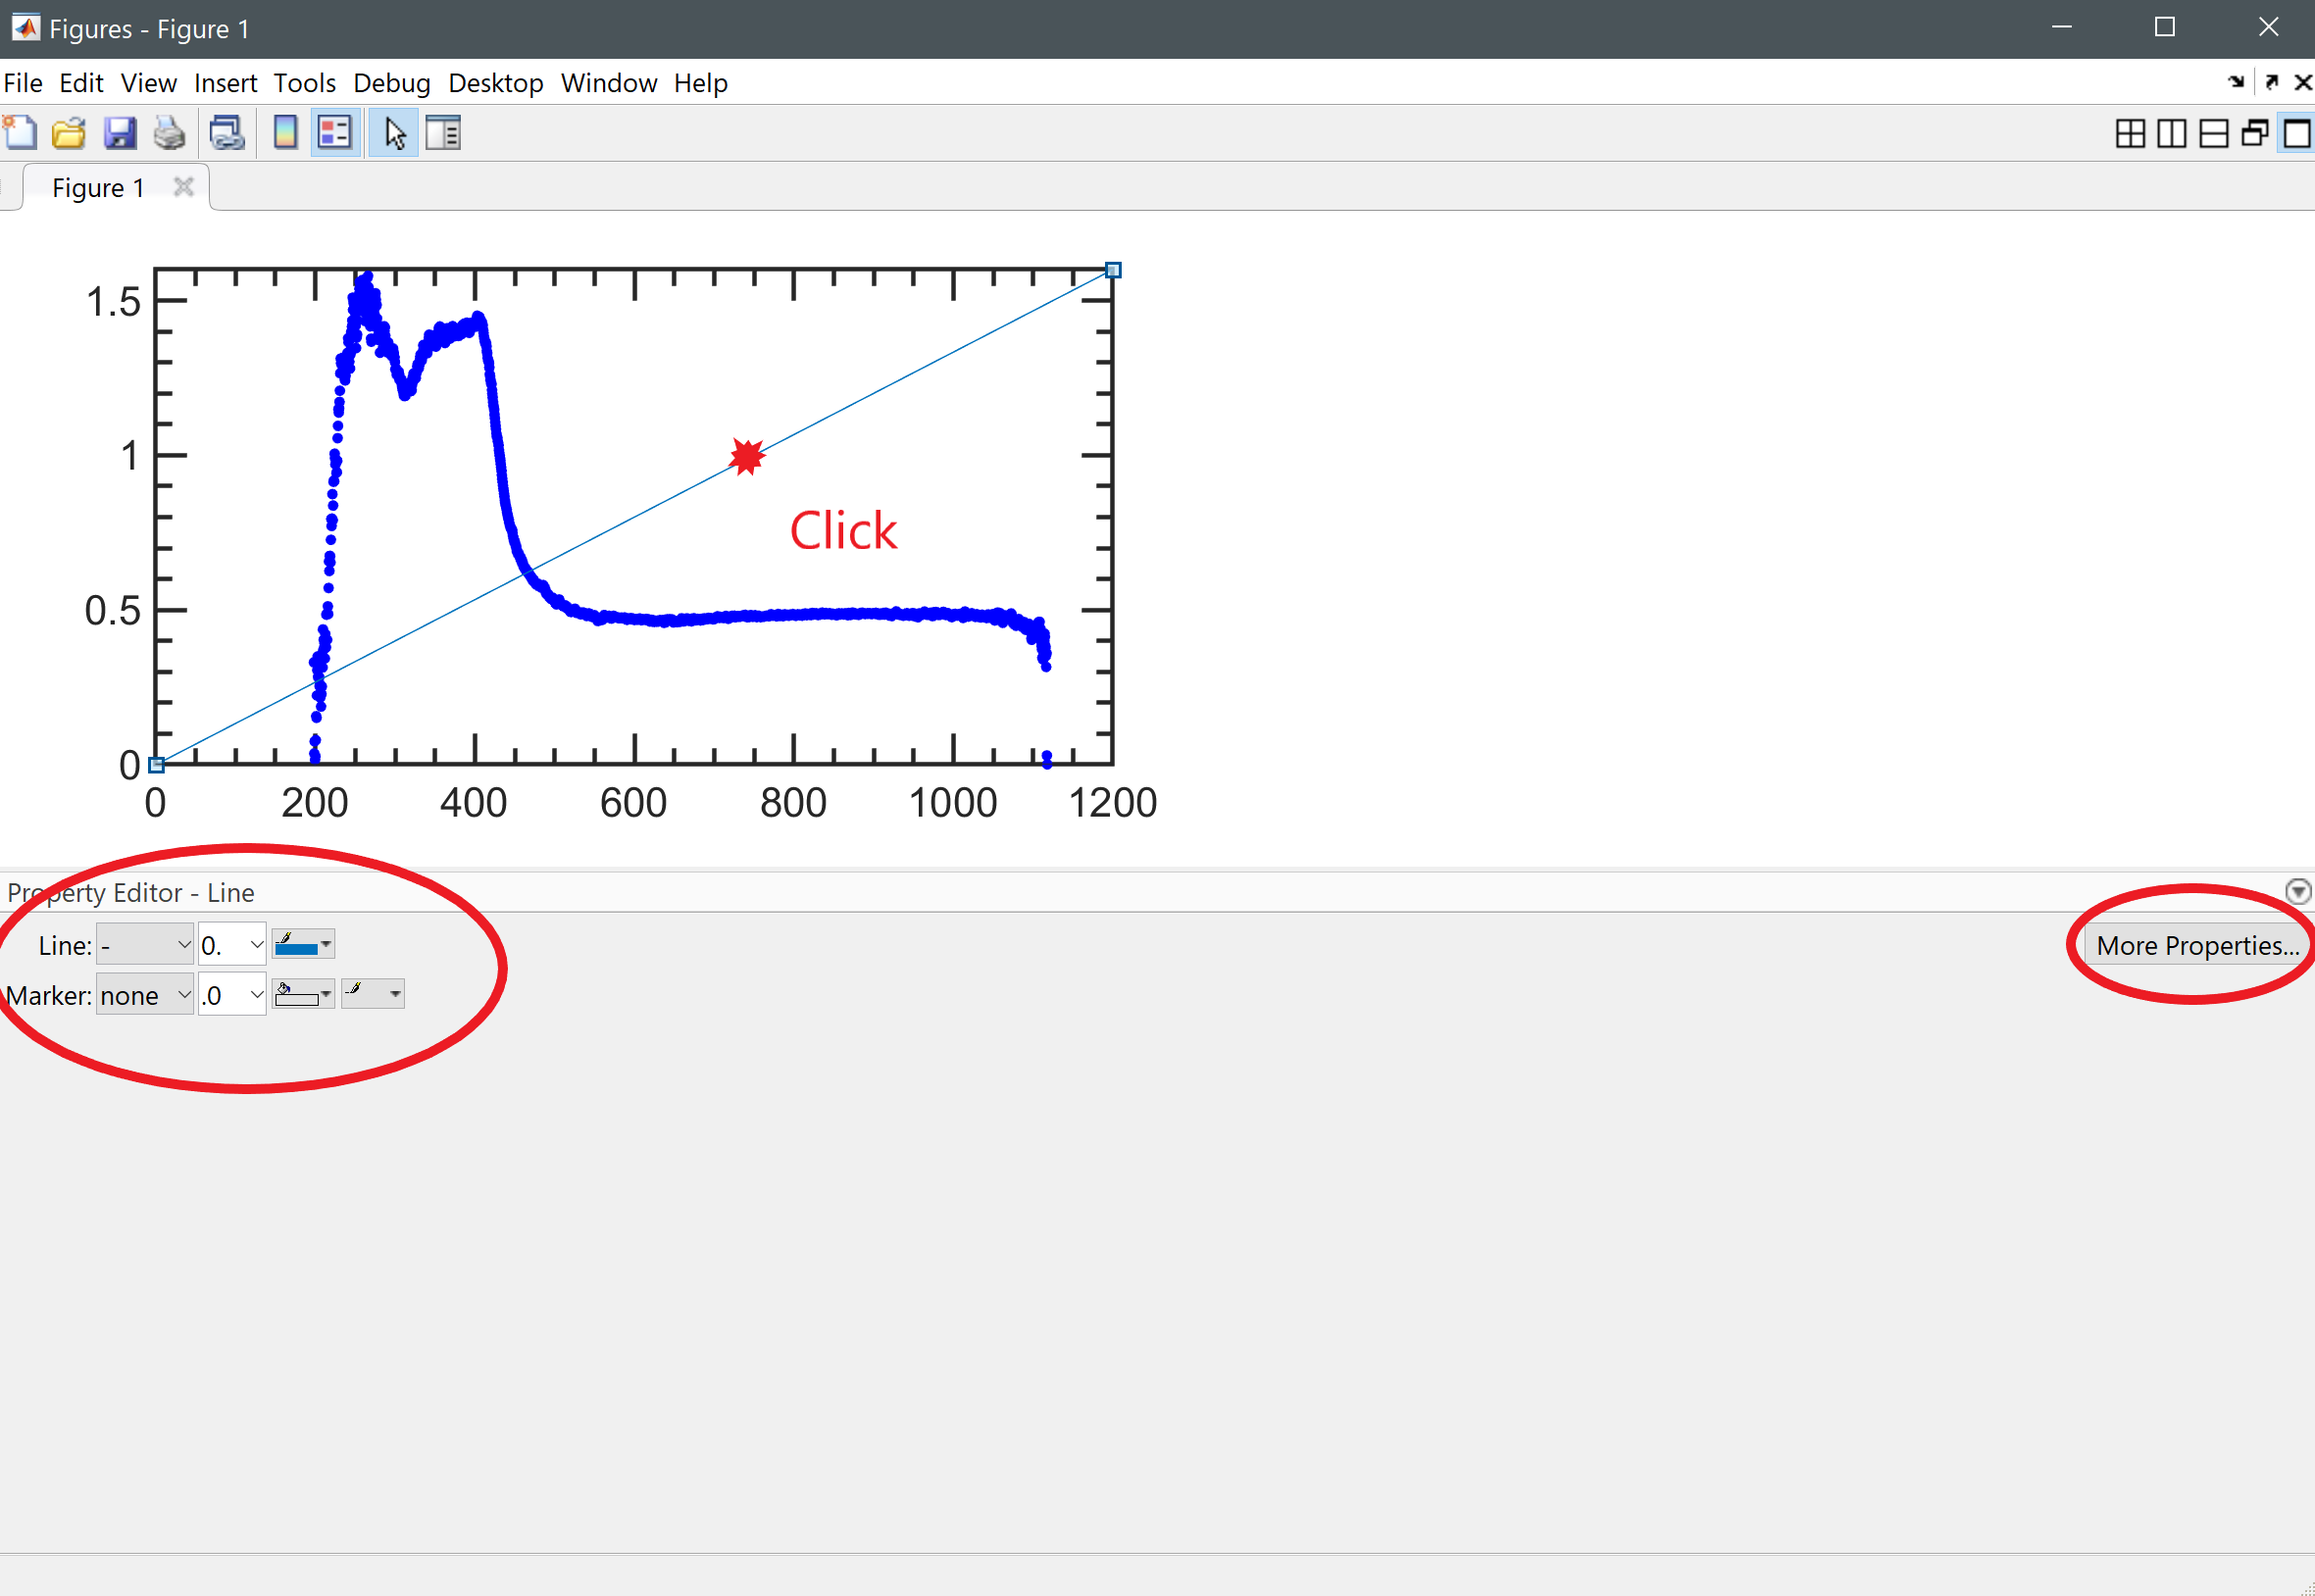 Figures - Figure 1
File Edit View Insert Tools Debug Desktop Window Help
Figure 1
1.5
1
0.5
0
0 200 400 600 800 1000 1200
Click
Property Editor - Line
Line: - 0.
More Properties...
Marker: none .0